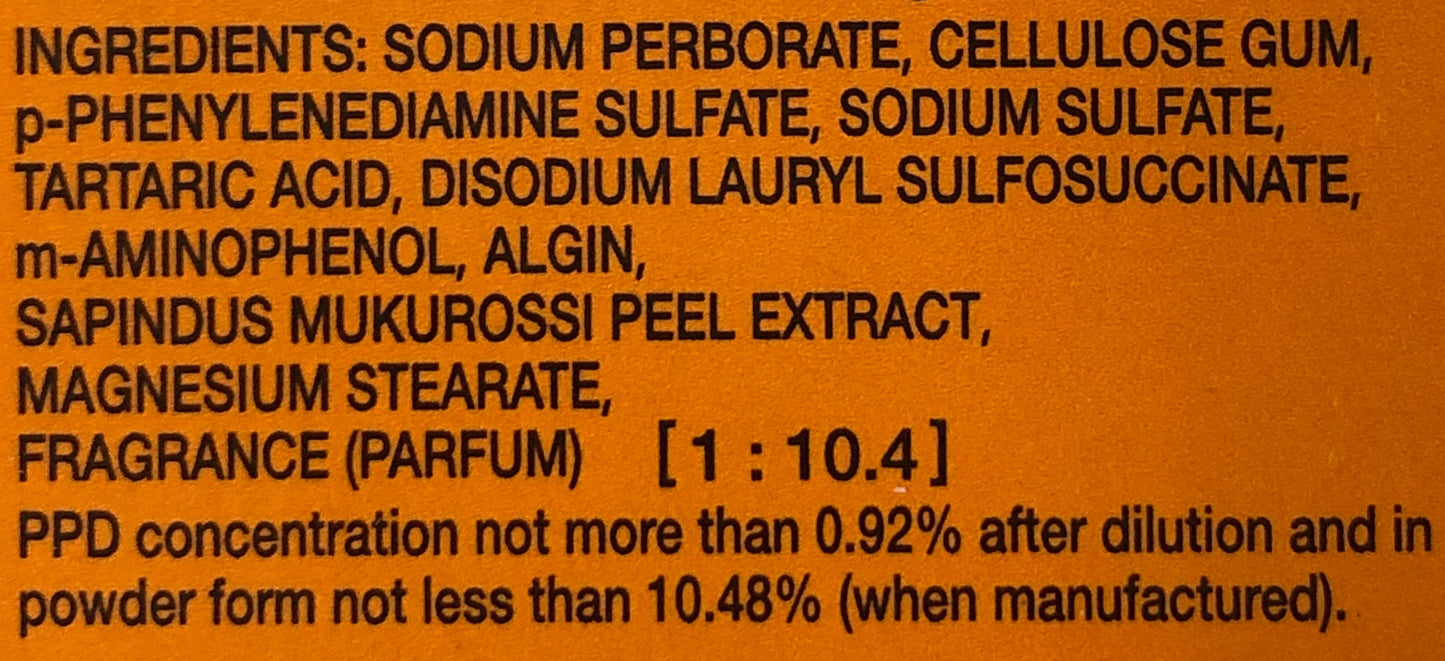 INGREDIENTS: SODIUM PERBORATE, CELLULOSE GUM,
p-PHENYLENEDIAMINE SULFATE, SODIUM SULFATE,
TARTARIC ACID, DISODIUM LAURYL SULFOSUCCINATE,
m-AMINOPHENOL, ALGIN,
SAPINDUS MUKUROSSI PEEL EXTRACT,
MAGNESIUM STEARATE,
FRAGRANCE (PARFUM) [1 : 10.4]
PPD concentration not more than 0.92% after dilution and in
powder form not less than 10.48% (when manufactured).